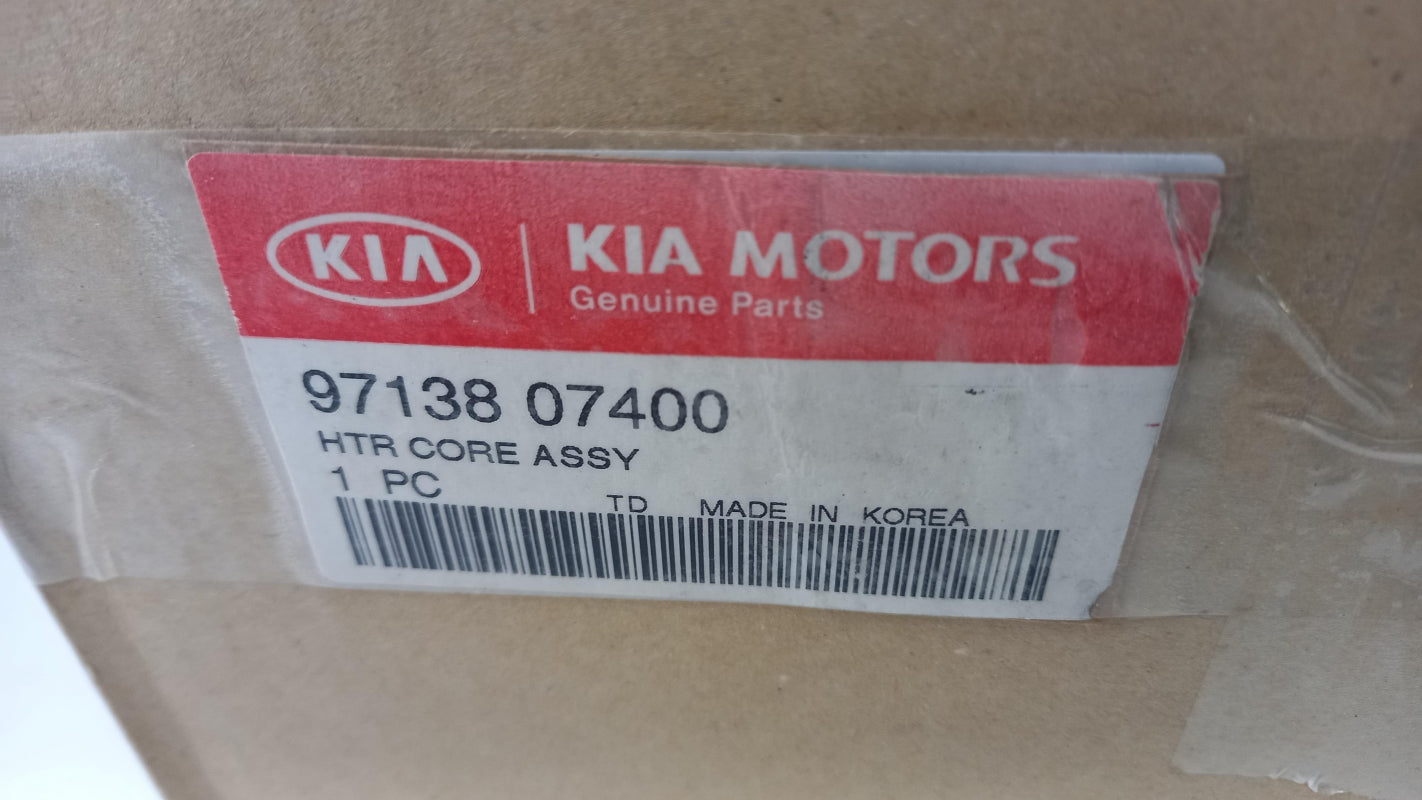 KIA KIA MOTORS
Genuine Parts
97138 07400
HTR CORE ASSY
1 PC
TD MADE IN KOREA